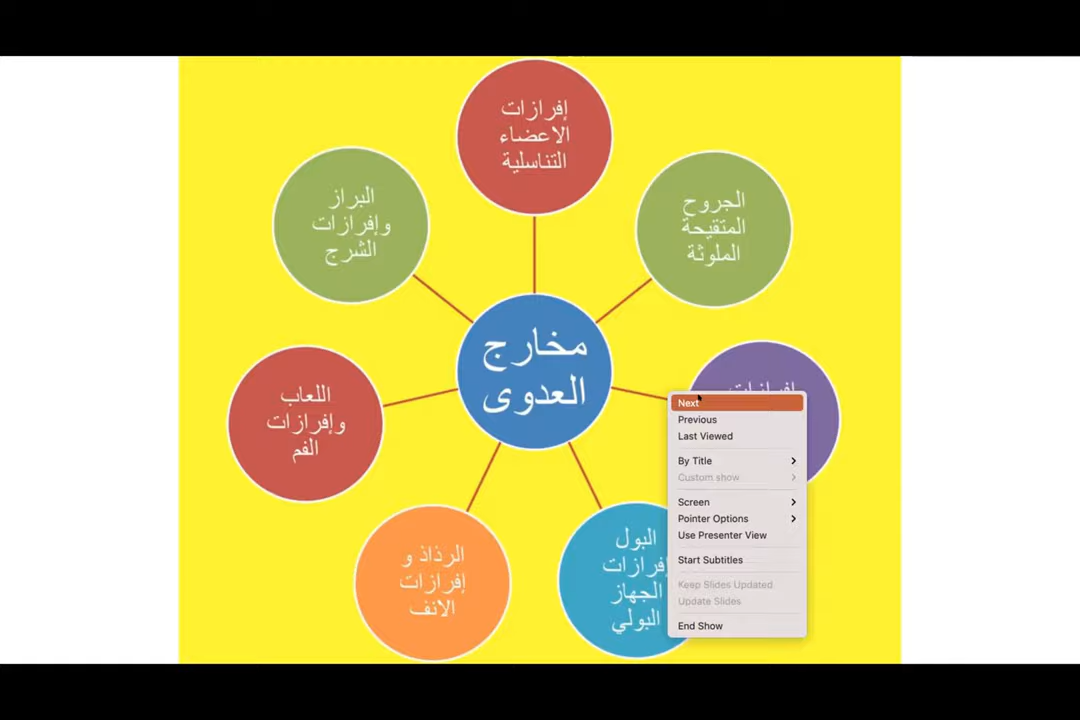 إفرازات
الاعضاء
التناسلية
الجروح
المتقيحة
الملوثة
البراز
وإفرازات
الشرج
مخارج
العدوى
اللعاب
وإفرازات
الفم
الرذاذ و
إفرازات
الانف
البول
إفرازات
الجهاز
البولي
Next
Previous
Last Viewed
By Title
Custom show
Screen
Pointer Options
Use Presenter View
Start Subtitles
Keep Slides Updated
Update Slides
End Show